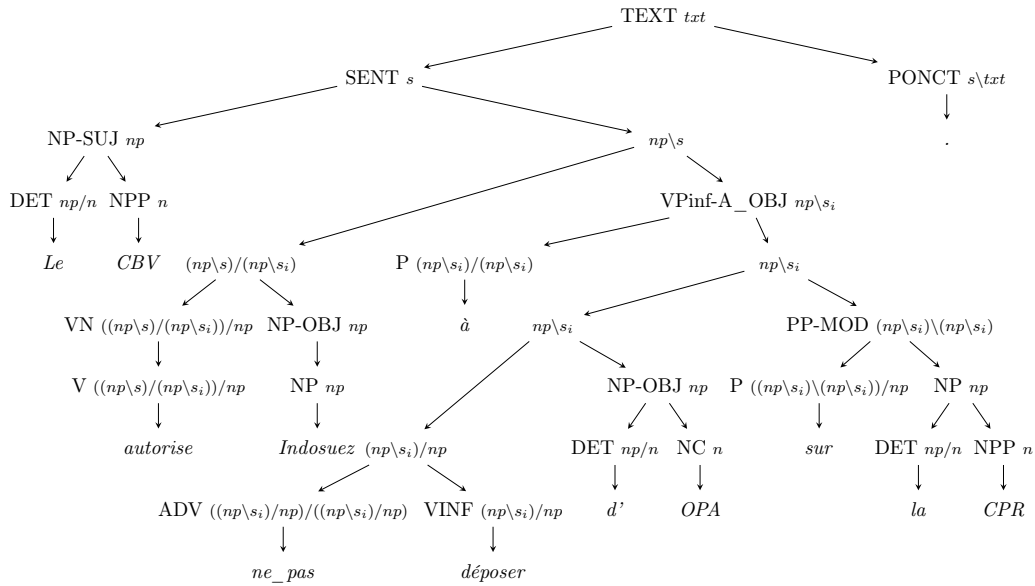 TEXT txt
SENT s PONCT s\txt
NP-SUJ np np\s .
DET np/n NPP n VPinf-A_OBJ np\s_i
Le CBV (np\s)/(np\s_i) P (np\s_i)/(np\s_i) np\s_i
VN ((np\s)/(np\s_i))/np NP-OBJ np à np\s_i PP-MOD (np\s_i)\(np\s_i)
V ((np\s)/(np\s_i))/np NP np NP-OBJ np P ((np\s_i)\(np\s_i))/np NP np
autorise Indosuez (np\s_i)/np DET np/n NC n sur DET np/n NPP n
ADV ((np\s_i)/np)/((np\s_i)/np) VINF (np\s_i)/np d' OPA la CPR
ne_pas déposer